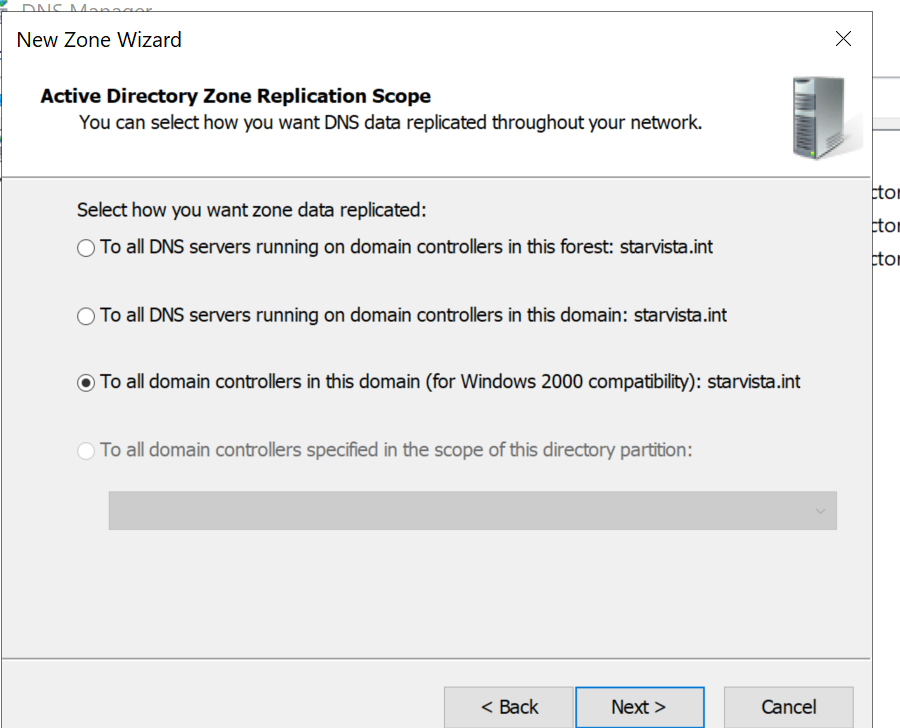 DNS Manager
New Zone Wizard
Active Directory Zone Replication Scope
You can select how you want DNS data replicated throughout your network.
Select how you want zone data replicated:
To all DNS servers running on domain controllers in this forest: starvista.int
To all DNS servers running on domain controllers in this domain: starvista.int
To all domain controllers in this domain (for Windows 2000 compatibility): starvista.int
To all domain controllers specified in the scope of this directory partition:
< Back
Next >
Cancel
ctor
ctor
ctor